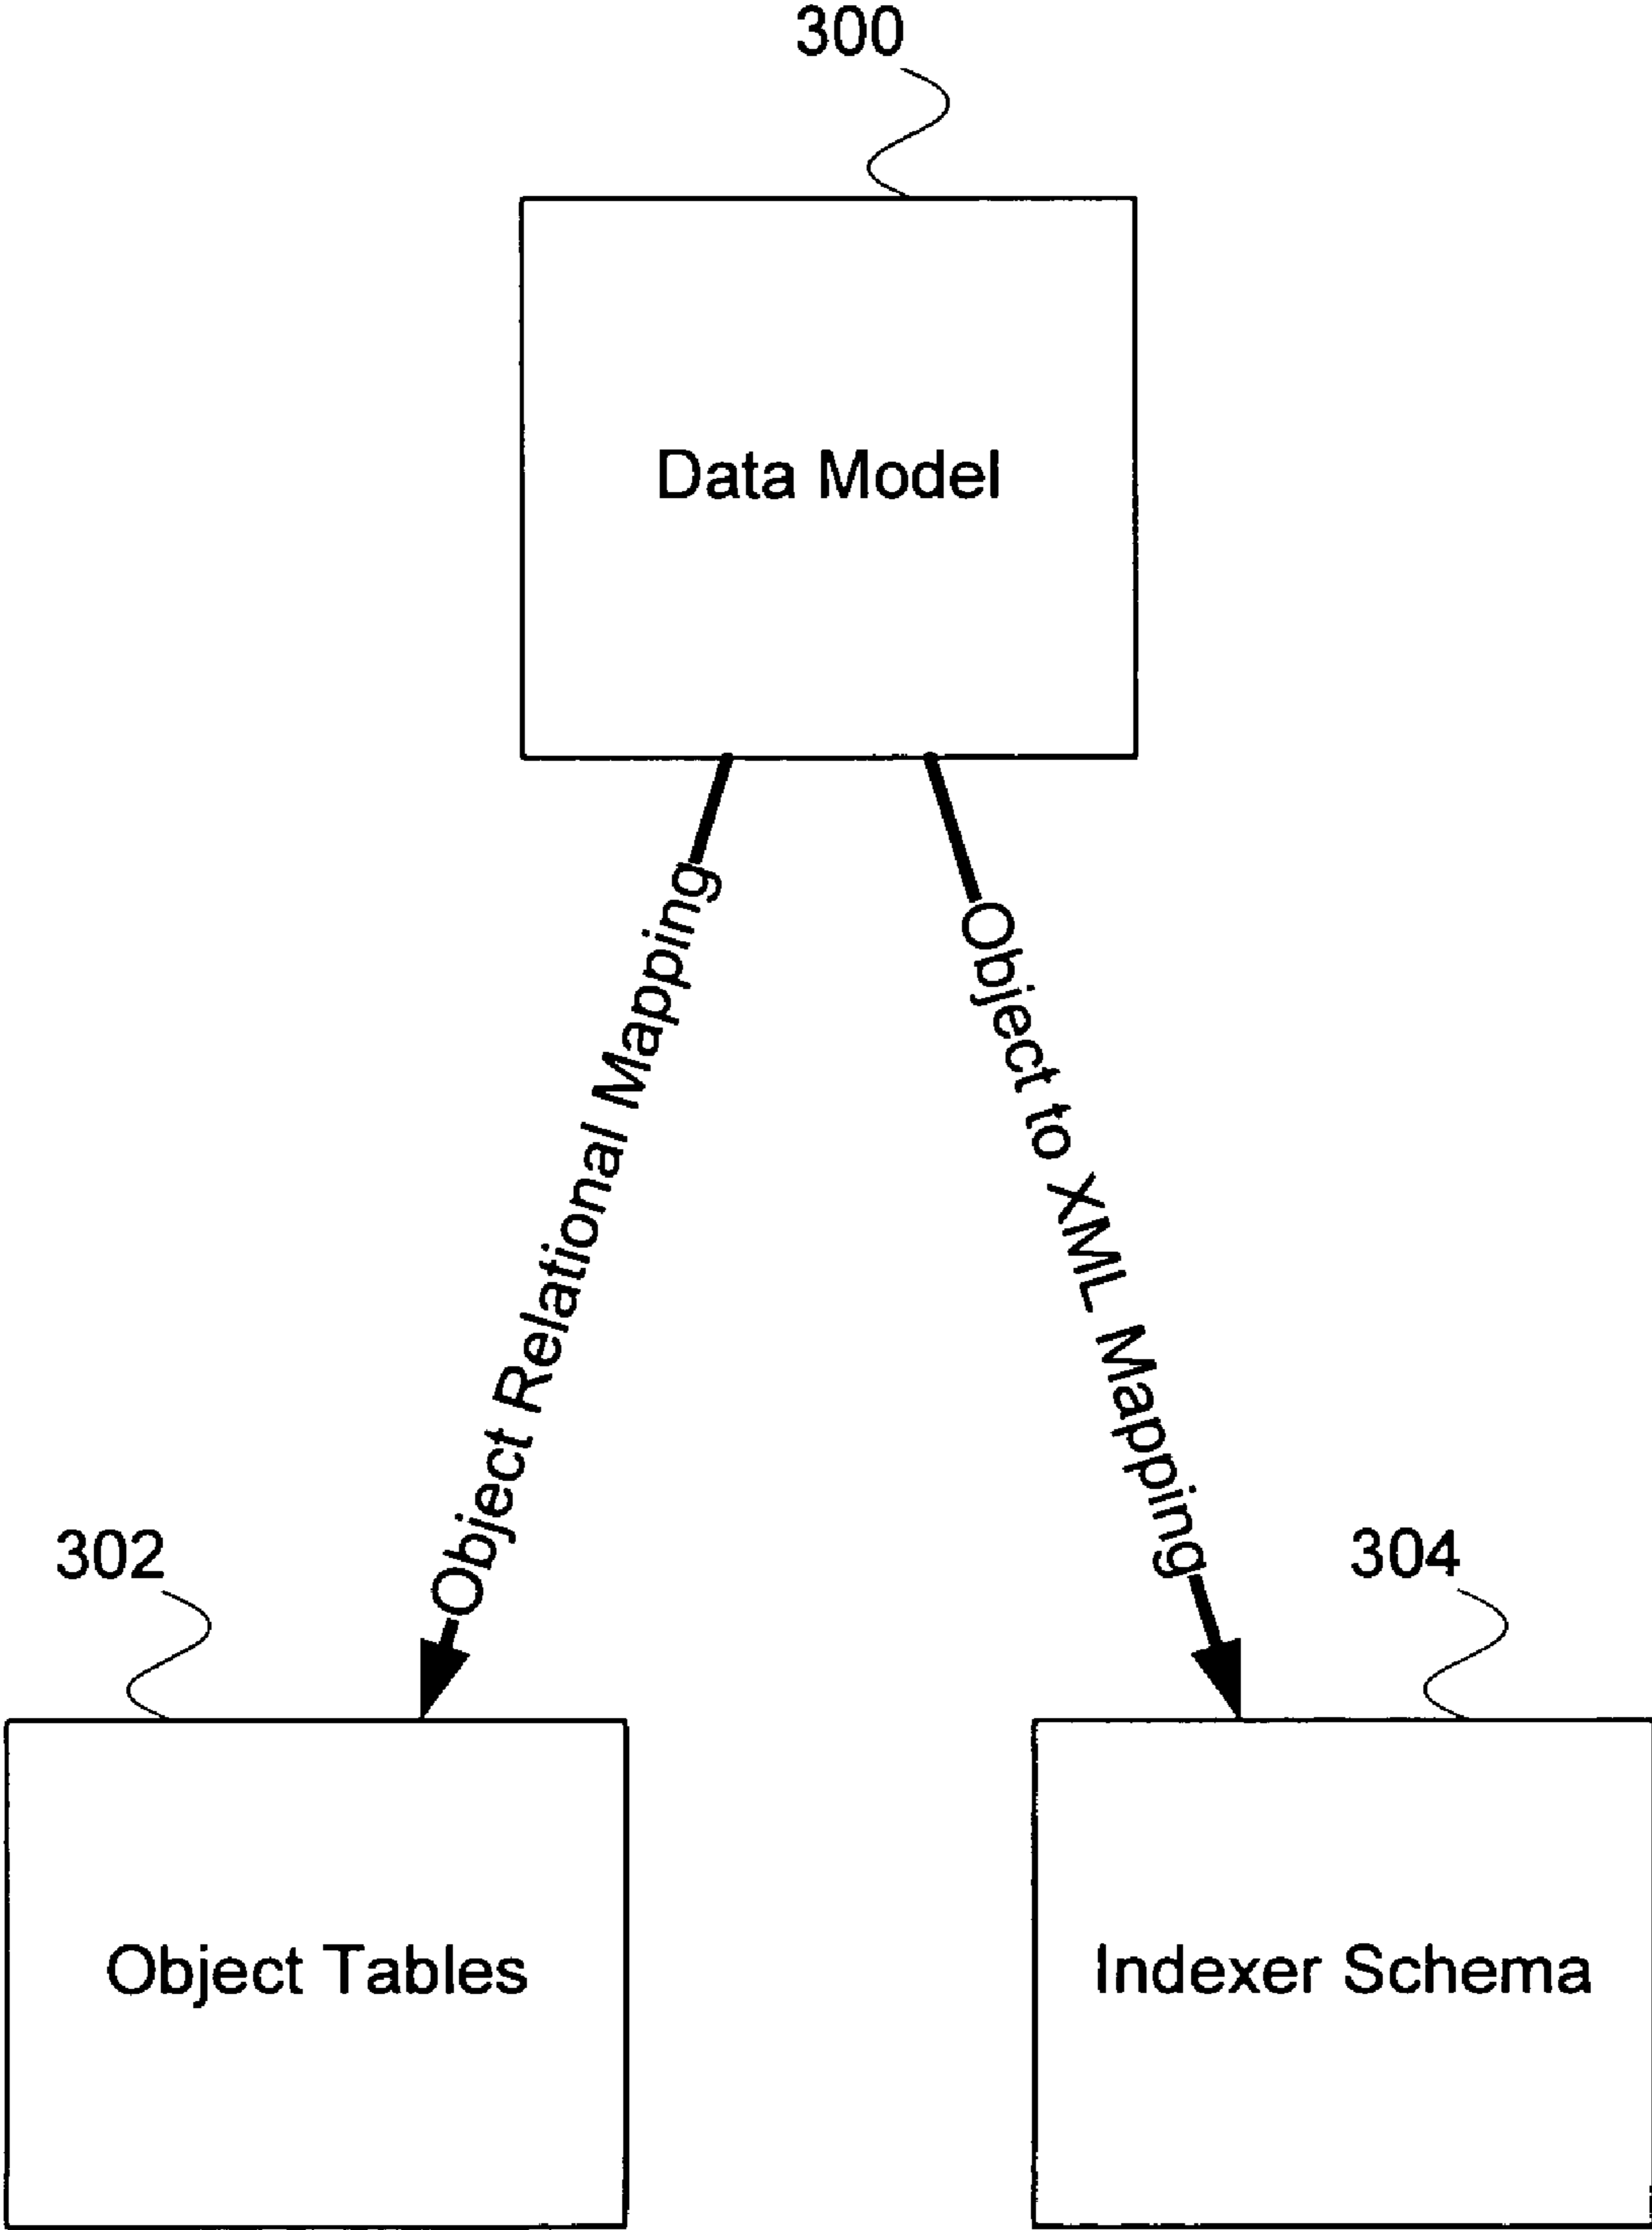 300
Data Model
Object Relational Mapping
Object to XML Mapping
302
304
Object Tables
Indexer Schema